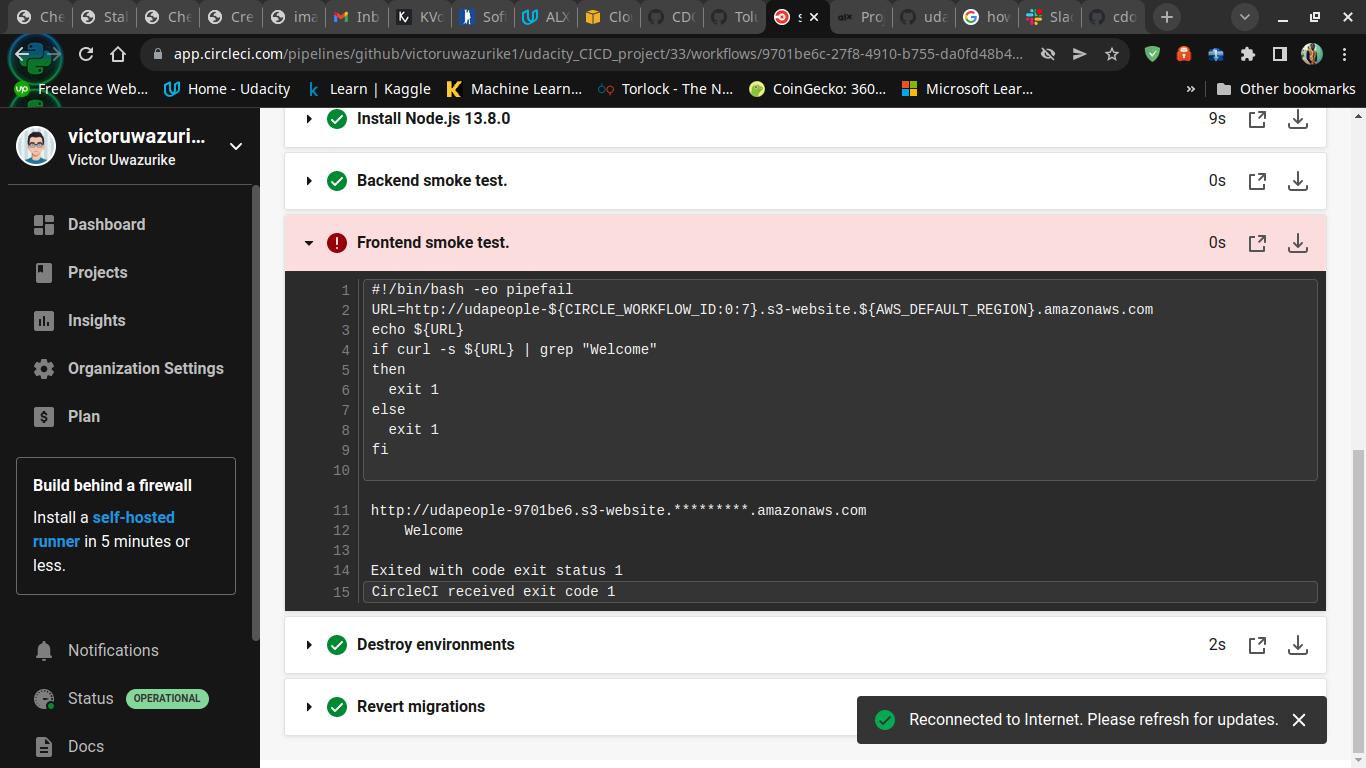 Che
Stat
Che
Cre
ima
Inb
KVo
Soft
ALX
Clou
CDC
Tolu
s
Pro
uda
how
Slac
cdo
app.circleci.com/pipelines/github/victoruwazurike1/udacity_CICD_project/33/workflows/9701be6c-27f8-4910-b755-da0fd48b4...
Freelance Web...
Home - Udacity
Learn | Kaggle
Machine Learn...
Torlock - The N...
CoinGecko: 360...
Microsoft Lear...
»
Other bookmarks
victoruwazuri...
Victor Uwazurike
Dashboard
Projects
Insights
Organization Settings
Plan
Build behind a firewall
Install a self-hosted
runner in 5 minutes or
less.
Notifications
Status OPERATIONAL
Docs
Install Node.js 13.8.0 9s
Backend smoke test. 0s
Frontend smoke test. 0s
1 #!/bin/bash -eo pipefail
2 URL=http://udapeople-${CIRCLE_WORKFLOW_ID:0:7}.s3-website.${AWS_DEFAULT_REGION}.amazonaws.com
3 echo ${URL}
4 if curl -s ${URL} | grep "Welcome"
5 then
6 exit 1
7 else
8 exit 1
9 fi
10
11 http://udapeople-9701be6.s3-website.*********.amazonaws.com
12 Welcome
13
14 Exited with code exit status 1
15 CircleCI received exit code 1
Destroy environments 2s
Revert migrations
Reconnected to Internet. Please refresh for updates.